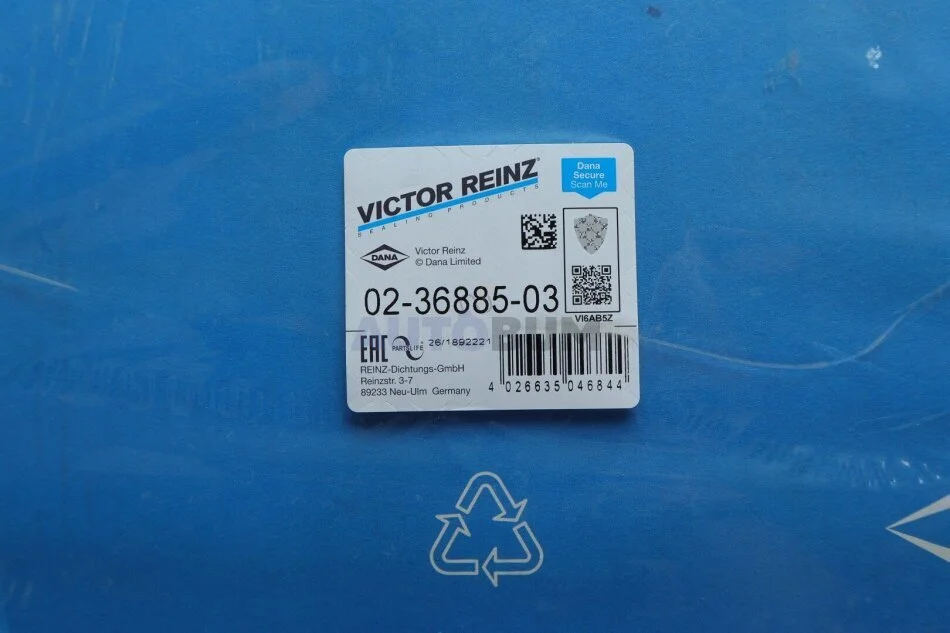 VICTOR REINZ®
SEALING PRODUCTS
Dana
Secure
Scan Me
DANA
Victor Reinz
© Dana Limited
02-36885-03
VI6AB5Z
AUTOBUM
EAC PARTSLIFE 26/1892221
REINZ-Dichtungs-GmbH
Reinzstr. 3-7
89233 Neu-Ulm Germany
4 026635 046844